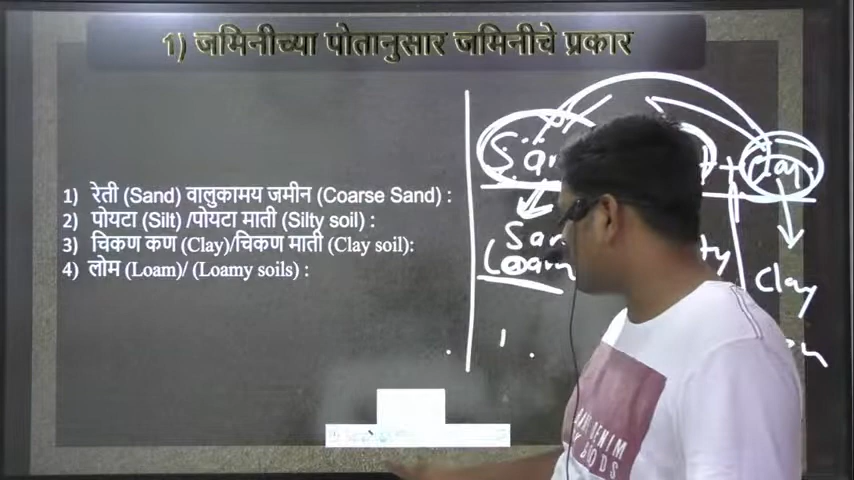 1) जमिनीच्या पोतानुसार जमिनीचे प्रकार
1) रेती (Sand) वालुकामय जमीन (Coarse Sand) :
2) पोयटा (Silt) /पोयटा माती (Silty soil) :
3) चिकण कण (Clay)/चिकण माती (Clay soil):
4) लोम (Loam)/ (Loamy soils) :
+ Clay
Loam
Clay
DENIM